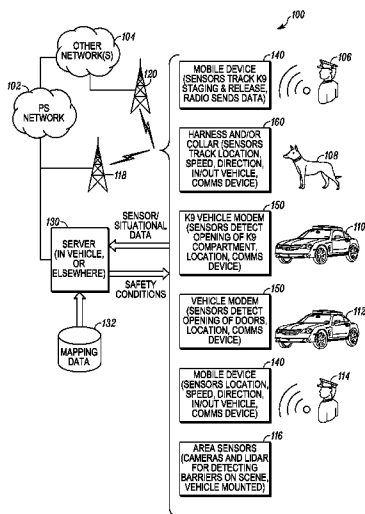 100
OTHER
NETWORK(S)
104
102
PS
NETWORK
120
118
130
SERVER
(IN VEHICLE,
OR
ELSEWHERE)
SENSOR/
SITUATIONAL
DATA
SAFETY
CONDITIONS
132
MAPPING
DATA
140
MOBILE DEVICE
(SENSORS TRACK K9
STAGING & RELEASE,
RADIO SENDS DATA)
106
160
HARNESS AND/OR
COLLAR (SENSORS
TRACK LOCATION,
SPEED, DIRECTION,
IN/OUT VEHICLE,
COMMS DEVICE)
108
150
K9 VEHICLE MODEM
(SENSORS DETECT
OPENING OF K9
COMPARTMENT,
LOCATION, COMMS
DEVICE)
110
150
VEHICLE MODEM
(SENSORS DETECT
OPENING OF DOORS,
LOCATION, COMMS
DEVICE)
112
140
MOBILE DEVICE
(SENSORS LOCATION,
SPEED, DIRECTION,
IN/OUT VEHICLE,
COMMS DEVICE)
114
116
AREA SENSORS
(CAMERAS AND LIDAR
FOR DETECTING
BARRIERS ON SCENE,
VEHICLE MOUNTED)